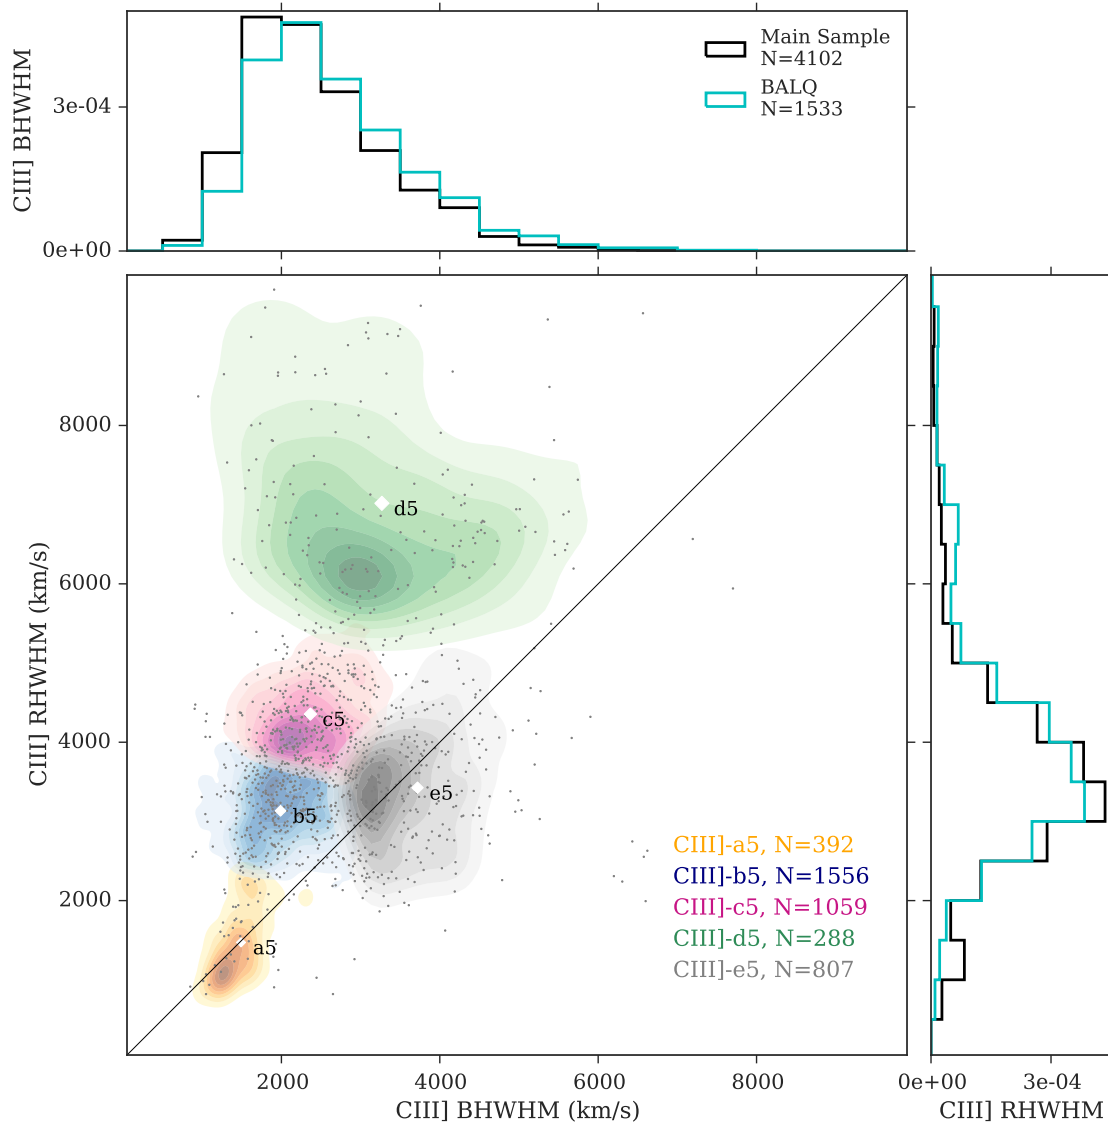 CIII] BHWHM
3e-04
0e+00
Main Sample
N=4102
BALQ
N=1533
CIII] RHWHM (km/s)
8000
6000
4000
2000
d5
c5
b5
e5
a5
CIII]-a5, N=392
CIII]-b5, N=1556
CIII]-c5, N=1059
CIII]-d5, N=288
CIII]-e5, N=807
2000 4000 6000 8000
CIII] BHWHM (km/s)
0e+00 3e-04
CIII] RHWHM